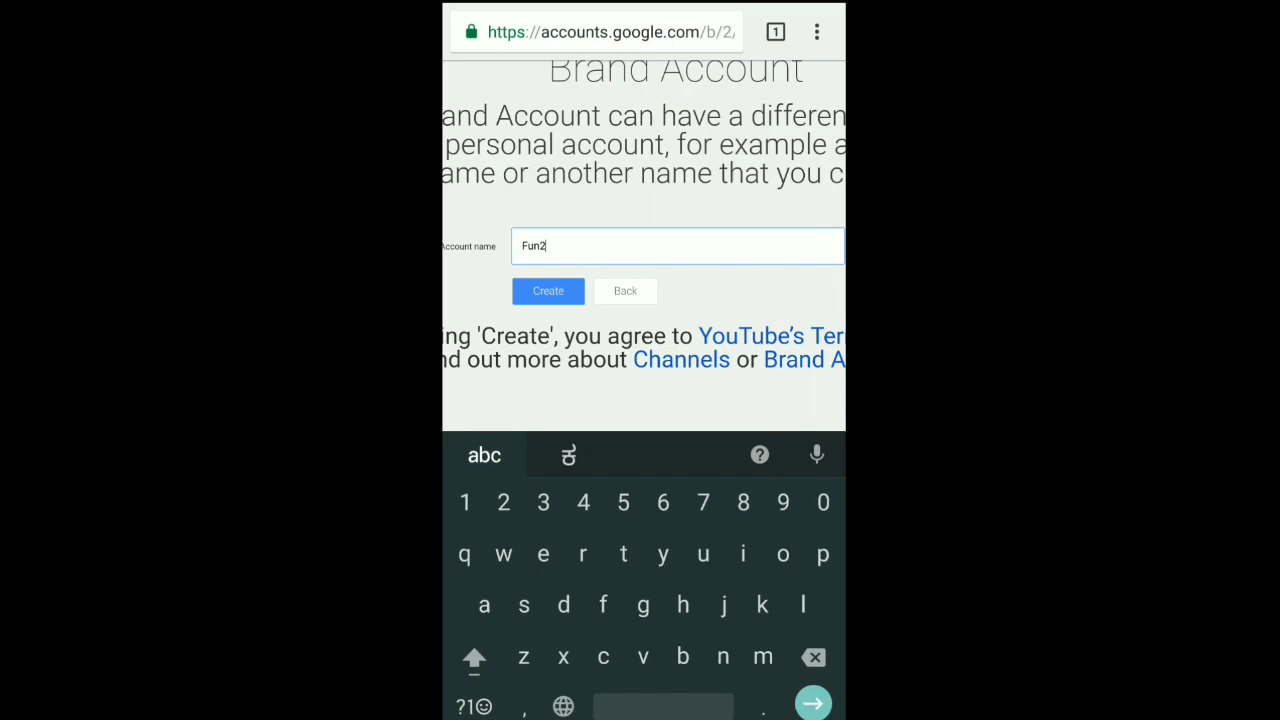 https://accounts.google.com/b/2/
1
Brand Account
and Account can have a differen
personal account, for example a
ame or another name that you c
Account name
Fun2
Create Back
ing 'Create', you agree to YouTube’s Ter
nd out more about Channels or Brand A
abc ಕ ?
1 2 3 4 5 6 7 8 9 0
q w e r t y u i o p
a s d f g h j k l
z x c v b n m
?1☺ , .